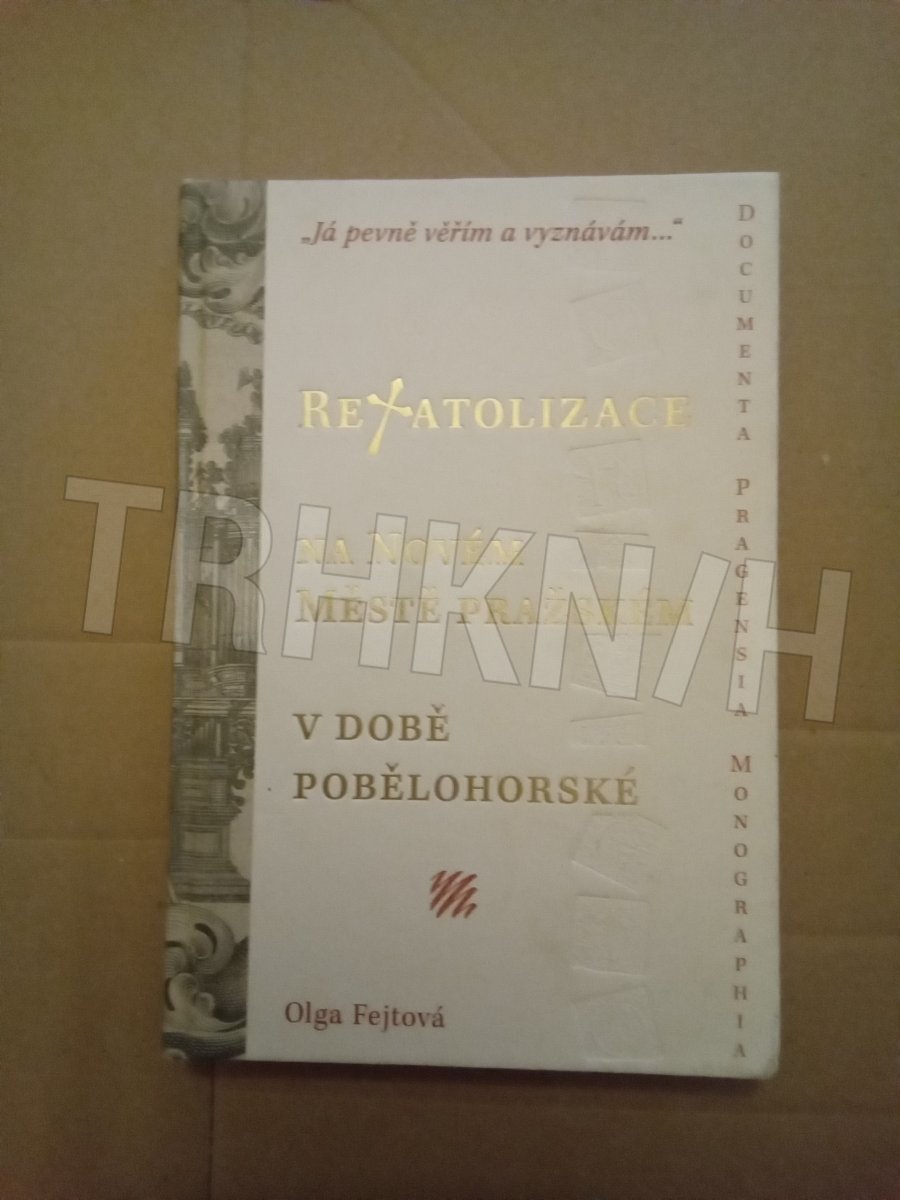 „Já pevně věřím a vyznávám...“
Rekatolizace
na Novém
Městě pražském
v době
pobělohorské
Olga Fejtová
Documenta Pragensia Monographia
TRHKNIH